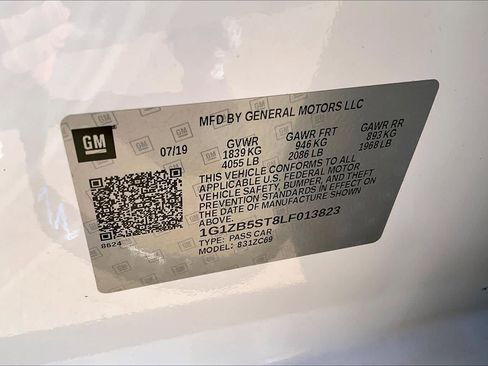 MFD BY GENERAL MOTORS LLC
GM
07/19
GVWR GAWR FRT GAWR RR
1839 KG 946 KG 893 KG
4055 LB 2086 LB 1968 LB
THIS VEHICLE CONFORMS TO ALL
APPLICABLE U.S. FEDERAL MOTOR
VEHICLE SAFETY, BUMPER, AND THEFT
PREVENTION STANDARDS IN EFFECT ON
THE DATE OF MANUFACTURE SHOWN
ABOVE.
1G1ZB5ST8LF013823
TYPE: PASS CAR
MODEL: 831ZC69
8624